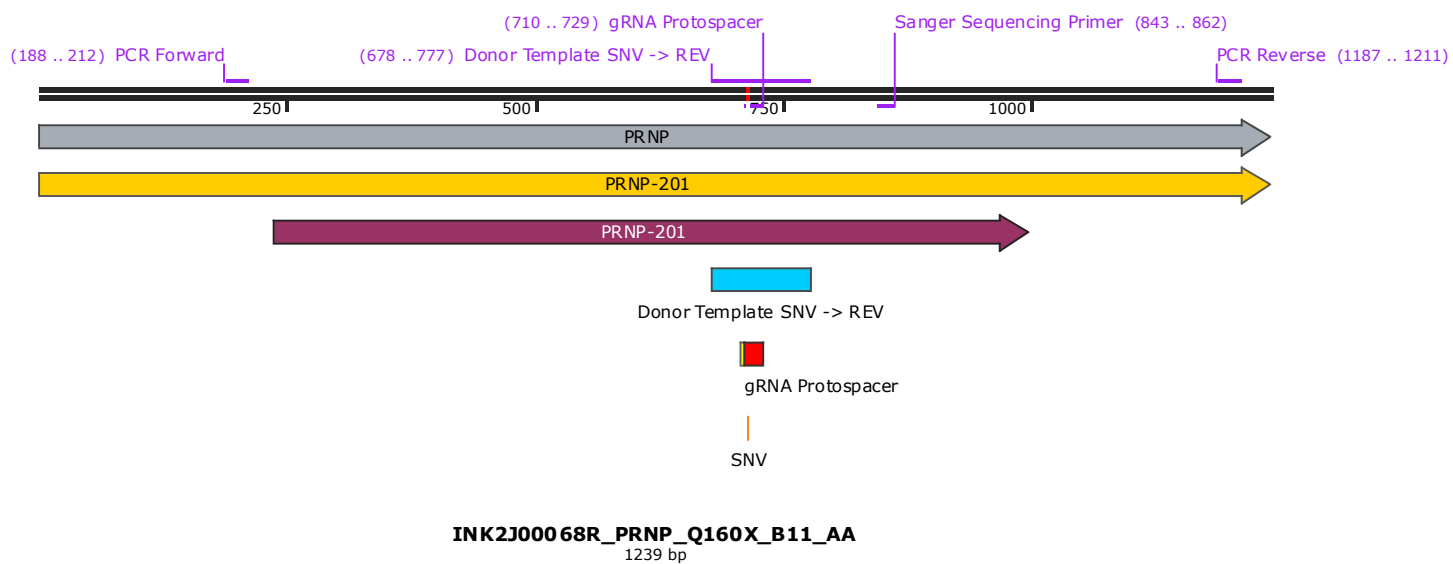 (710 .. 729) gRNA Protospacer
Sanger Sequencing Primer (843 .. 862)
(188 .. 212) PCR Forward
(678 .. 777) Donor Template SNV -> REV
PCR Reverse (1187 .. 1211)
250
500
750
1000
PRNP
PRNP-201
PRNP-201
Donor Template SNV -> REV
gRNA Protospacer
SNV
INK2J00068R_PRNP_Q160X_B11_AA
1239 bp